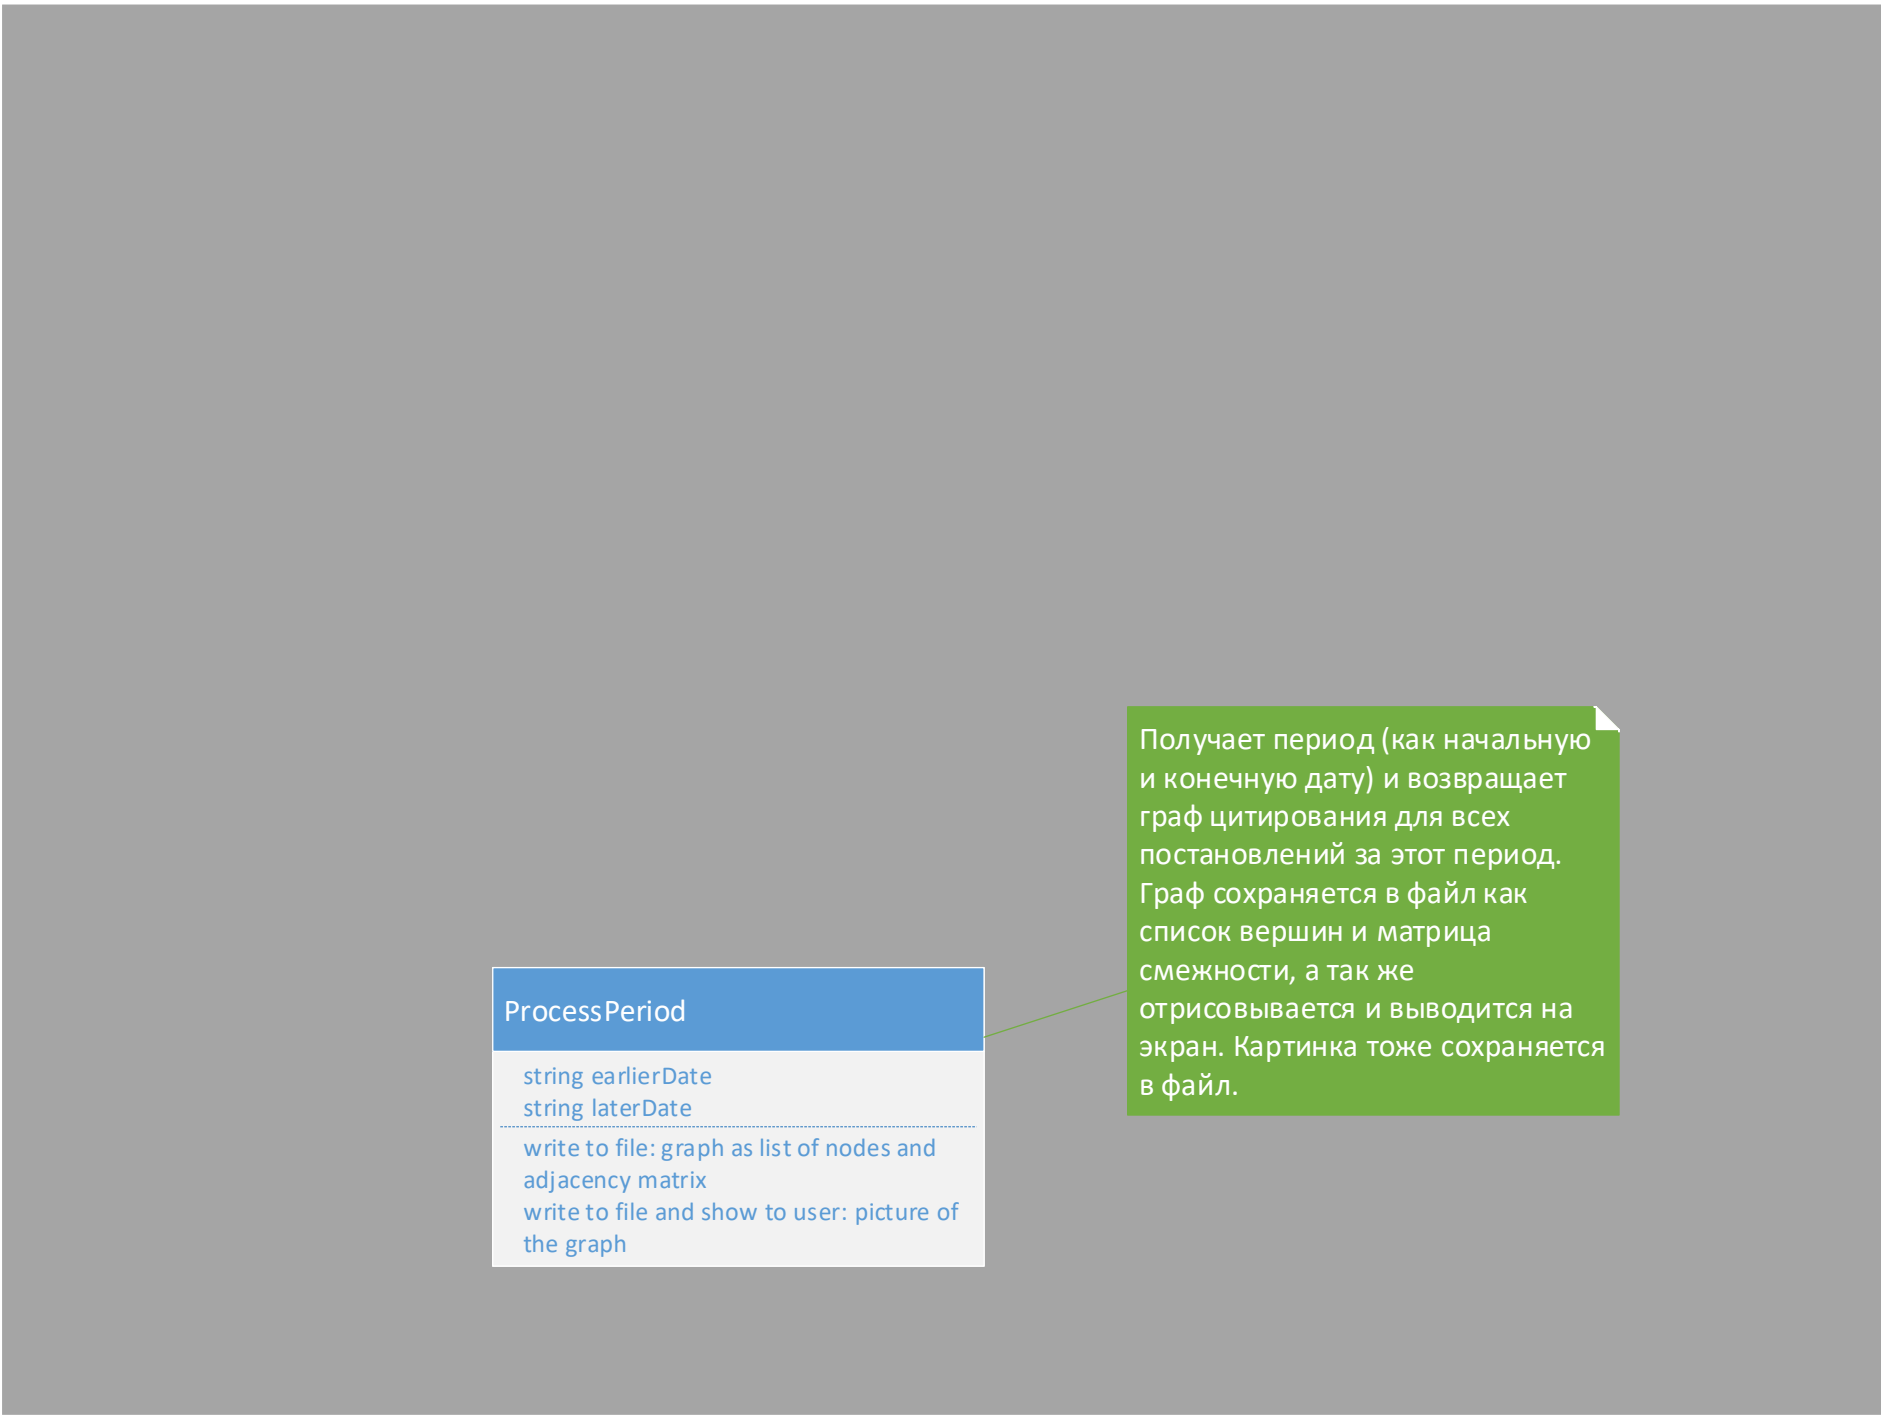 Получает период (как начальную
и конечную дату) и возвращает
граф цитирования для всех
постановлений за этот период.
Граф сохраняется в файл как
список вершин и матрица
смежности, а так же
отрисовывается и выводится на
экран. Картинка тоже сохраняется
в файл.
ProcessPeriod
string earlierDate
string laterDate
write to file: graph as list of nodes and
adjacency matrix
write to file and show to user: picture of
the graph